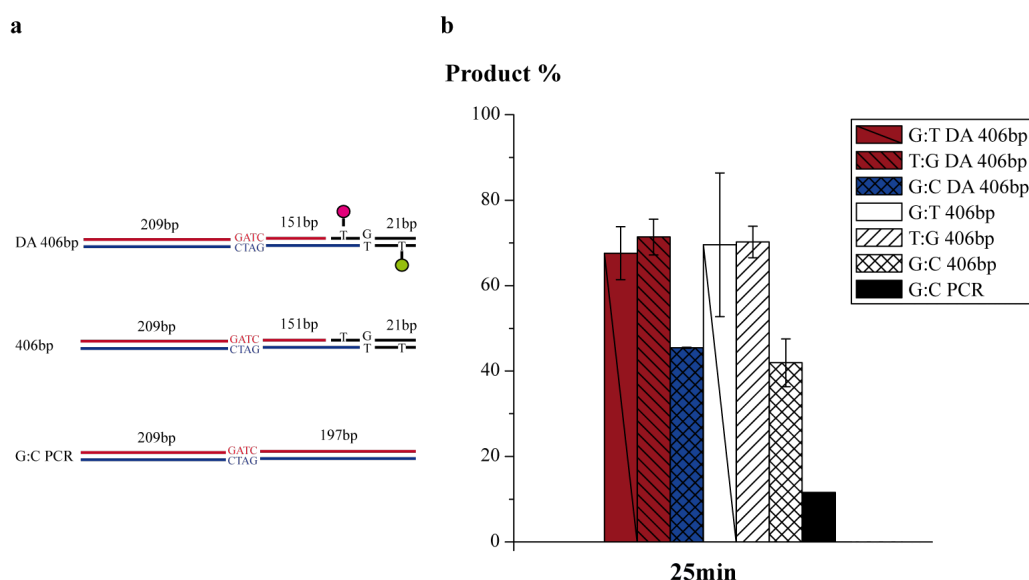 a
DA 406bp
209bp
GATC
CTAG
151bp
T
G
T
21bp
T
406bp
209bp
GATC
CTAG
151bp
T
G
T
21bp
T
G:C PCR
209bp
GATC
CTAG
197bp
b
Product %
100
80
60
40
20
0
25min
G:T DA 406bp
T:G DA 406bp
G:C DA 406bp
G:T 406bp
T:G 406bp
G:C 406bp
G:C PCR